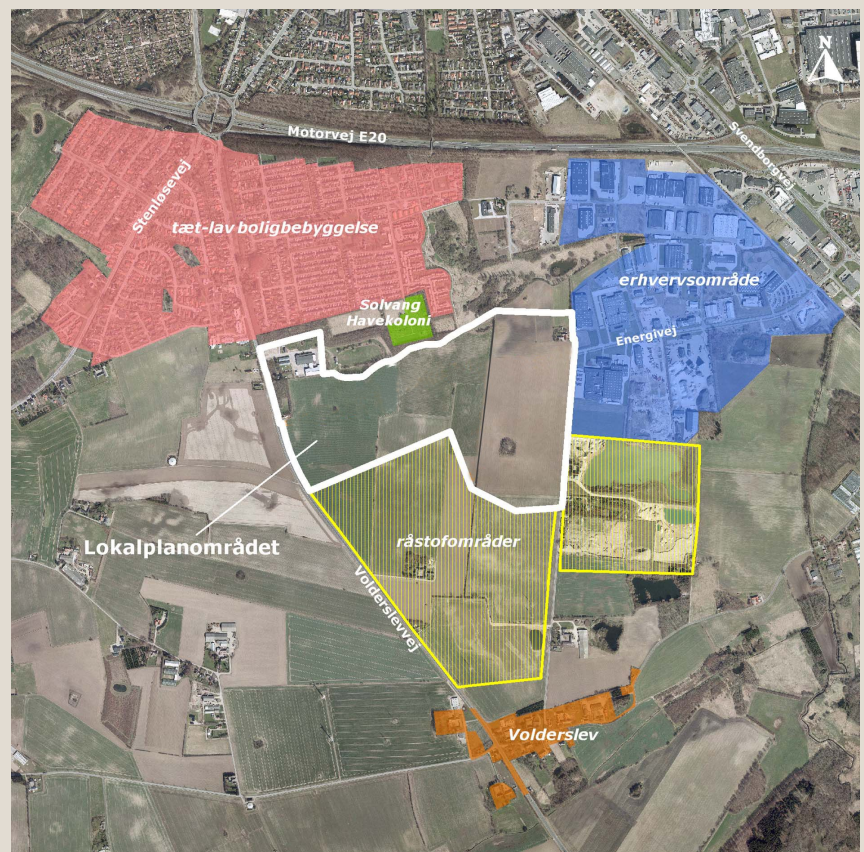 N
Motorvej E20
Svendborgvej
Stenløsevej
tæt-lav boligbebyggelse
erhvervsområde
Solvang
Havekoloni
Energivej
Lokalplanområdet
råstofområder
Volderslevvej
Volderslev